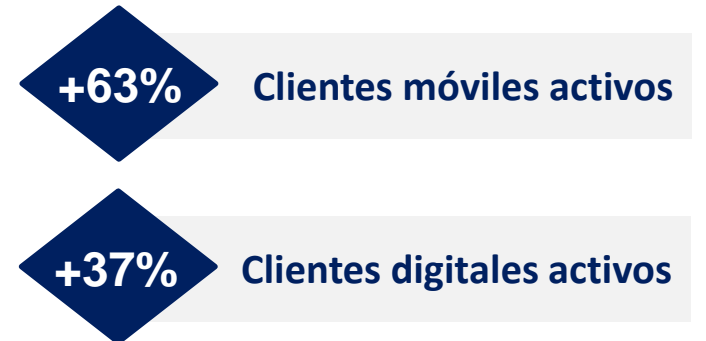 +63% Clientes móviles activos
+37% Clientes digitales activos